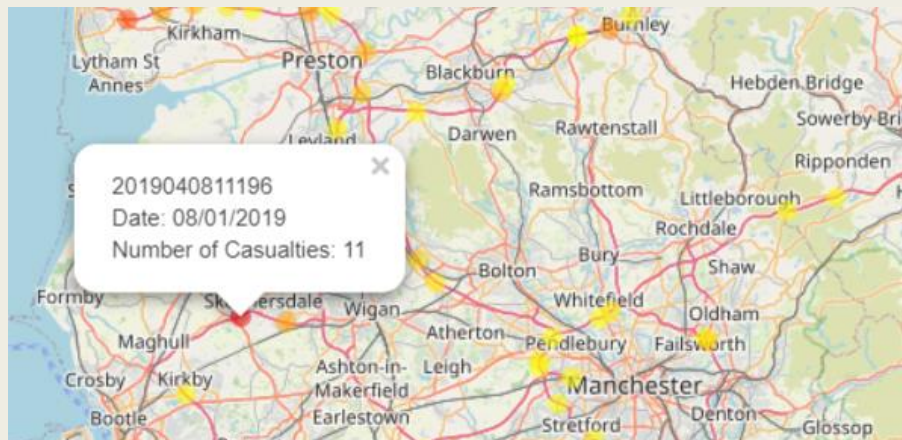 Burnley
Kirkham
Lytham St
Annes
Preston
Blackburn
Hebden Bridge
Sowerby Bri
Leyland
Darwen
Rawtenstall
Ripponden
2019040811196
Date: 08/01/2019
Number of Casualties: 11
Ramsbottom
Littleborough
Rochdale
Bury
Shaw
Bolton
Formby
Wigan
Whitefield
Oldham
Maghull
Atherton
Pendlebury
Failsworth
Crosby
Kirkby
Ashton-in-
Makerfield
Leigh
Manchester
Bootle
Earlestown
Stretford
Denton
Glossop